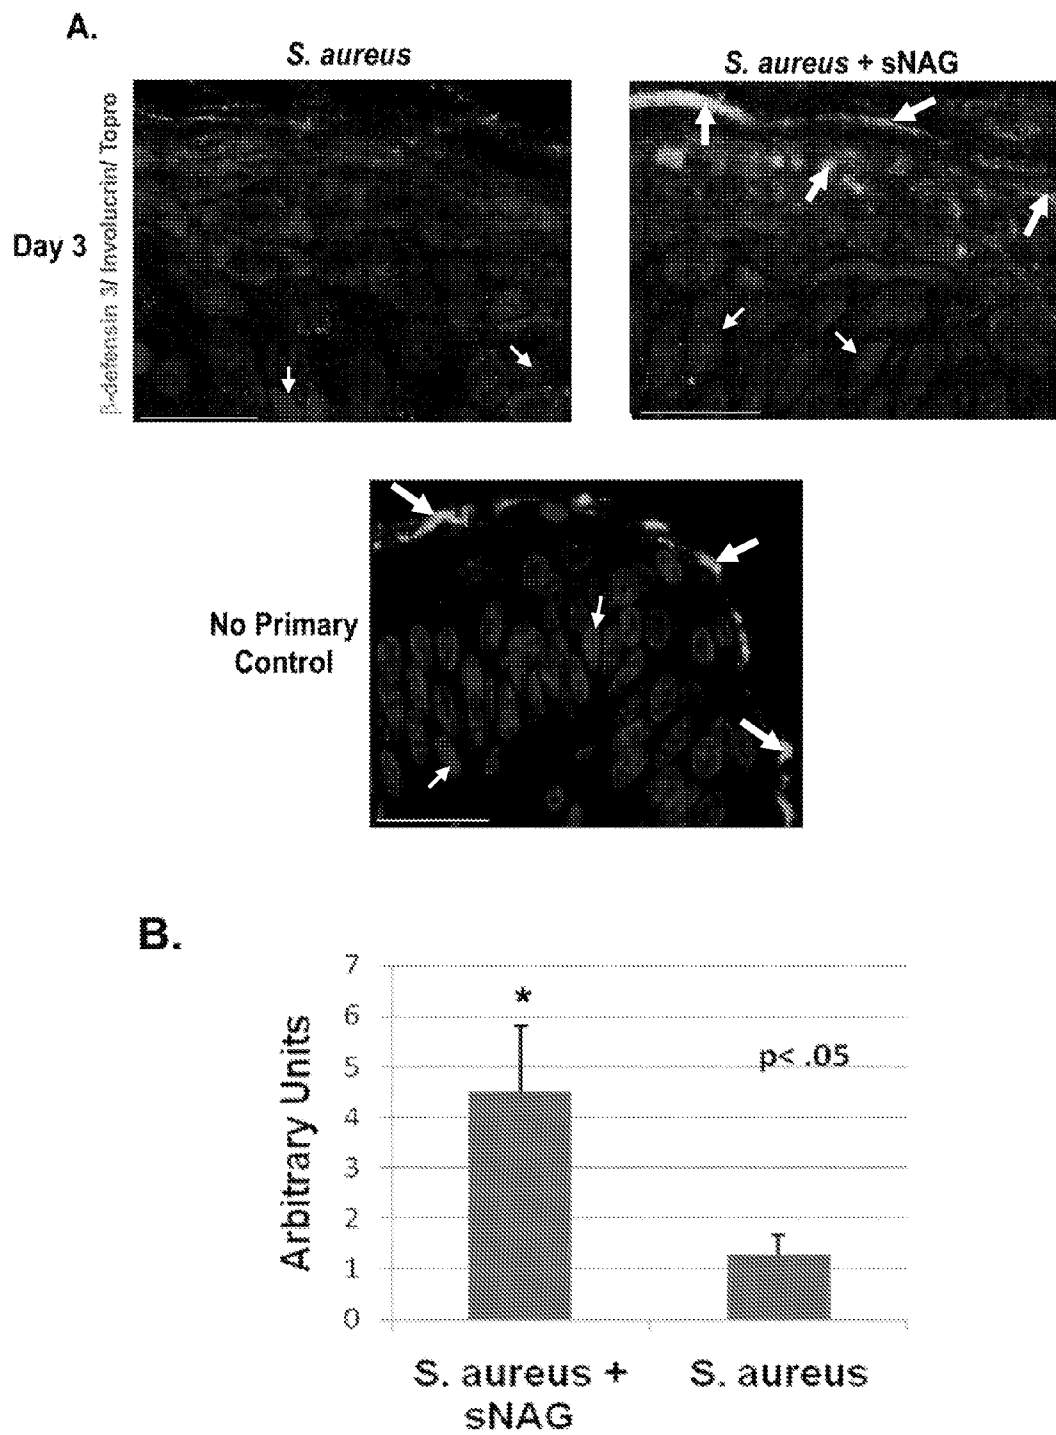 A.
S. aureus
S. aureus + sNAG
Day 3
β-defensin 3/ Involucrin/ Topro
No Primary
Control
B.
7
6
5
4
3
2
1
0
Arbitrary Units
*
p< .05
S. aureus +
sNAG
S. aureus